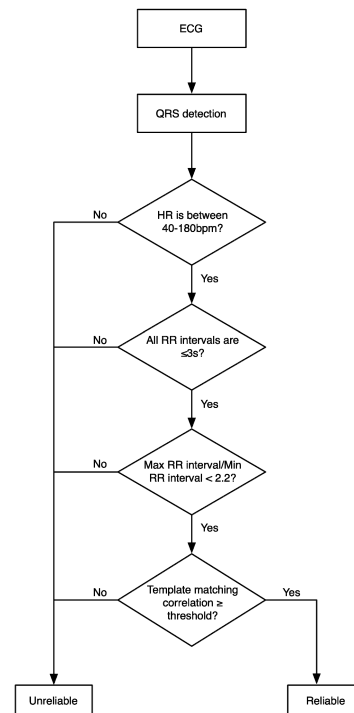 ECG
QRS detection
HR is between
40-180bpm?
No
Yes
All RR intervals are
≤3s?
No
Yes
Max RR interval/Min
RR interval < 2.2?
No
Yes
Template matching
correlation ≥
threshold?
No
Yes
Unreliable
Reliable